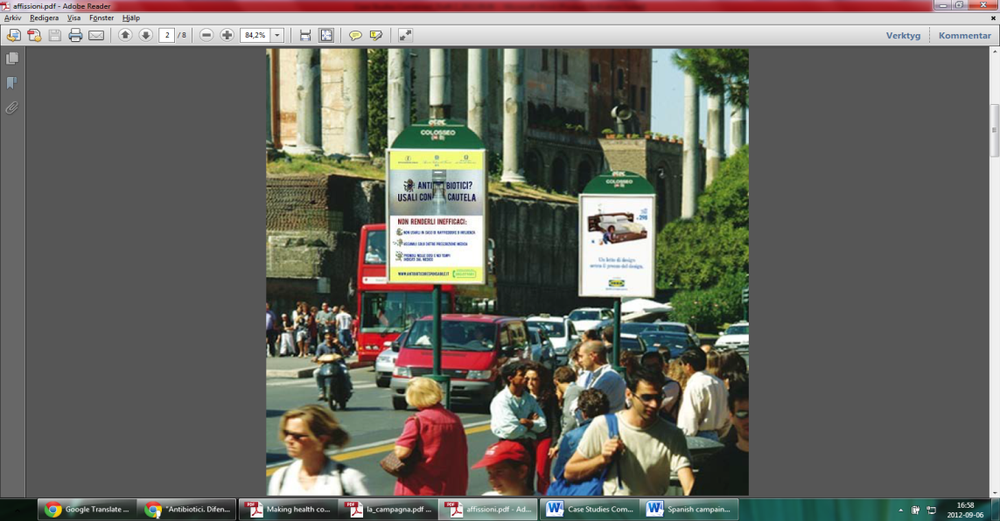 affissioni.pdf - Adobe Reader
Arkiv Redigera Visa Fönster Hjälp
2 / 8 84,2% Verktyg Kommentar
COLOSSEO
ANTI BIOTICI?
USALI CON CAUTELA
NON RENDERLI INEFFICACI:
NON USARLI IN CASO DI RAFFREDDORE O INFLUENZA
ASSUMILI SOLO DIETRO PRESCRIZIONE MEDICA
PRENDILI NELLE DOSI E NEI TEMPI
INDICATI DAL MEDICO
WWW.ANTIBIOTICORESPONSABILE.IT
COLOSSEO
Un letto di design
senza il prezzo del design.
IKEA
Google Translate ...
"Antibiotici. Difen...
Making health co...
la_campagna.pdf ...
affissioni.pdf - Ad...
Case Studies Com...
Spanish campain...
16:58
2012-09-06